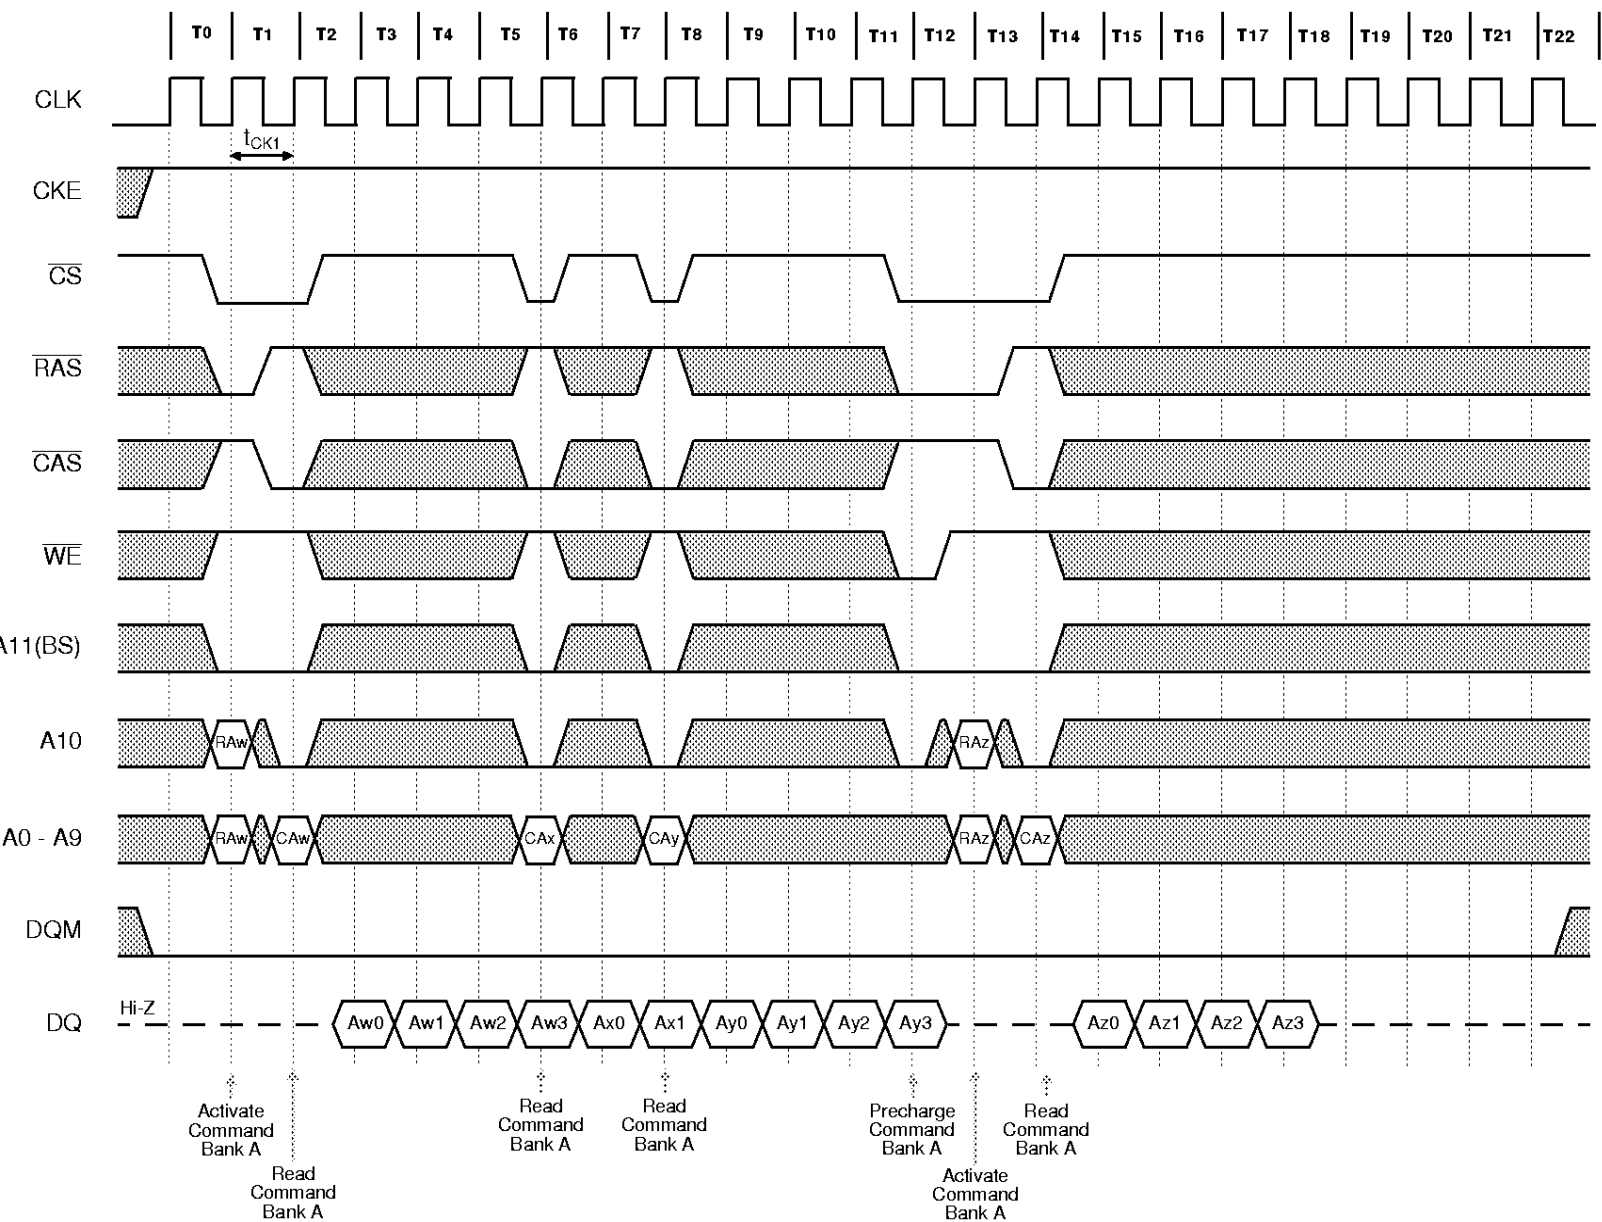 T0 T1 T2 T3 T4 T5 T6 T7 T8 T9 T10 T11 T12 T13 T14 T15 T16 T17 T18 T19 T20 T21 T22
CLK
tCK1
CKE
CS
RAS
CAS
WE
A11(BS)
A10 RAw RAz
A0 - A9 RAw CAw CAx CAy RAz CAz
DQM
Hi-Z
DQ Aw0 Aw1 Aw2 Aw3 Ax0 Ax1 Ay0 Ay1 Ay2 Ay3 Az0 Az1 Az2 Az3
Activate
Command
Bank A
Read
Command
Bank A
Read
Command
Bank A
Read
Command
Bank A
Precharge
Command
Bank A
Activate
Command
Bank A
Read
Command
Bank A